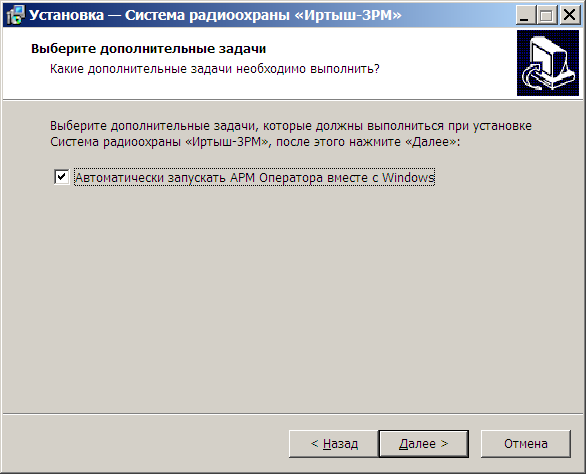 Установка — Система радиоохраны «Иртыш-3РМ»
Выберите дополнительные задачи
Какие дополнительные задачи необходимо выполнить?
Выберите дополнительные задачи, которые должны выполниться при установке
Система радиоохраны «Иртыш-3РМ», после этого нажмите «Далее»:
Автоматически запускать АРМ Оператора вместе с Windows
< Назад
Далее >
Отмена